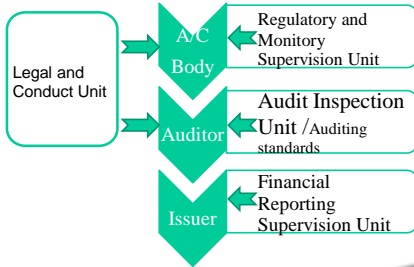 Legal and
Conduct Unit
A/C
Body
Regulatory and
Monitory
Supervision Unit
Auditor
Audit Inspection
Unit /Auditing
standards
Issuer
Financial
Reporting
Supervision Unit